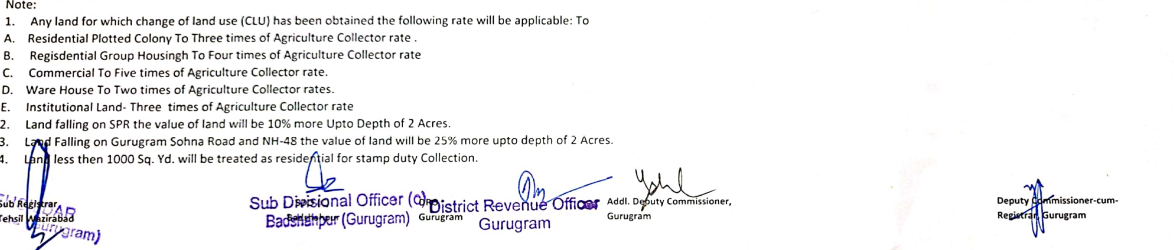 Note:
1. Any land for which change of land use (CLU) has been obtained the following rate will be applicable: To
A. Residential Plotted Colony To Three times of Agriculture Collector rate .
B. Regisdential Group Housingh To Four times of Agriculture Collector rate
C. Commercial To Five times of Agriculture Collector rate.
D. Ware House To Two times of Agriculture Collector rates.
E. Institutional Land- Three times of Agriculture Collector rate
2. Land falling on SPR the value of land will be 10% more Upto Depth of 2 Acres.
3. Land Falling on Gurugram Sohna Road and NH-48 the value of land will be 25% more upto depth of 2 Acres.
4. Land less then 1000 Sq. Yd. will be treated as residential for stamp duty Collection.
Sub Registrar,
Tehsil Wazirabad
Sub Divisional Officer (C)
Badshahpur (Gurugram)
Gurugram
District Revenue Officer
Gurugram
Addl. Deputy Commissioner,
Gurugram
Deputy Commissioner-cum-
Registrar, Gurugram